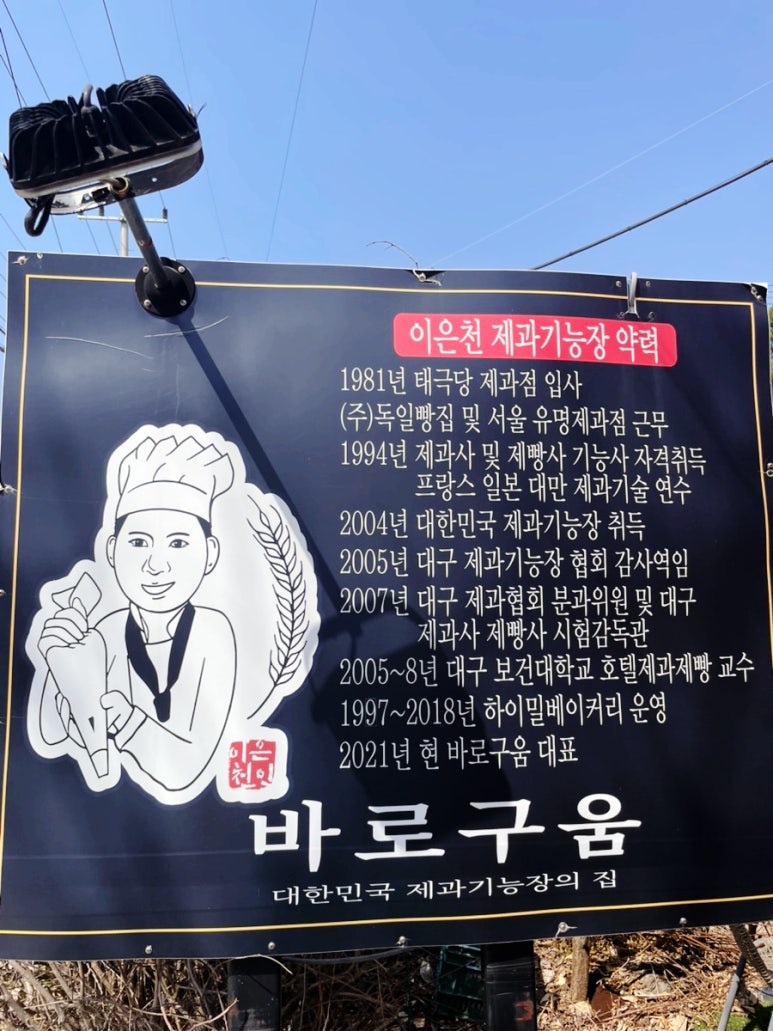 이은천 제과기능장 약력
1981년 태극당 제과점 입사
(주)독일빵집 및 서울 유명제과점 근무
1994년 제과사 및 제빵사 기능사 자격취득
프랑스 일본 대만 제과기술 연수
2004년 대한민국 제과기능장 취득
2005년 대구 제과기능장 협회 감사역임
2007년 대구 제과협회 분과위원 및 대구
제과사 제빵사 시험감독관
2005~8년 대구 보건대학교 호텔제과제빵 교수
1997~2018년 하이밀베이커리 운영
2021년 현 바로구움 대표
이은
천인
바로구움
대한민국 제과기능장의 집